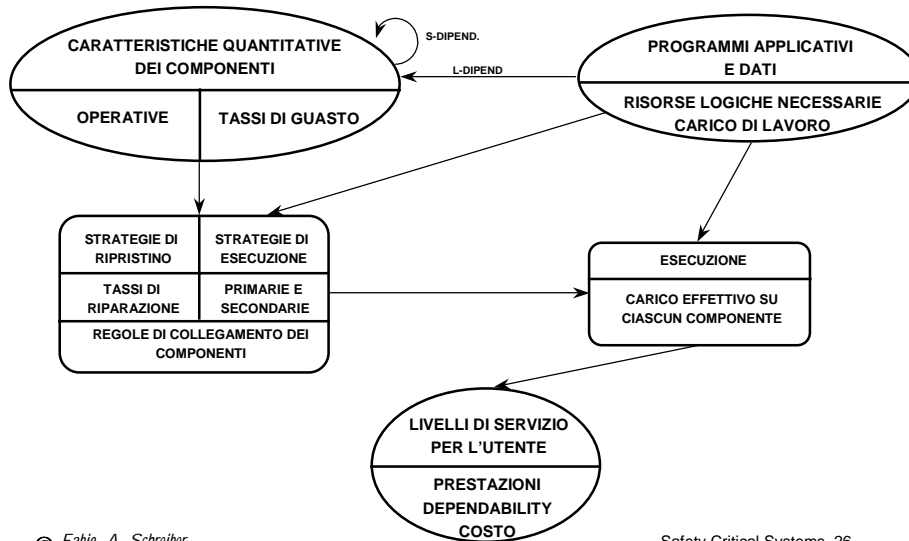 CARATTERISTICHE QUANTITATIVE
DEI COMPONENTI
OPERATIVE
TASSI DI GUASTO
S-DIPEND.
L-DIPEND
PROGRAMMI APPLICATIVI
E DATI
RISORSE LOGICHE NECESSARIE
CARICO DI LAVORO
STRATEGIE DI
RIPRISTINO
STRATEGIE DI
ESECUZIONE
TASSI DI
RIPARAZIONE
PRIMARIE E
SECONDARIE
REGOLE DI COLLEGAMENTO DEI
COMPONENTI
ESECUZIONE
CARICO EFFETTIVO SU
CIASCUN COMPONENTE
LIVELLI DI SERVIZIO
PER L'UTENTE
PRESTAZIONI
DEPENDABILITY
COSTO
© Fabio A. Schreiber
Safety Critical Systems 26